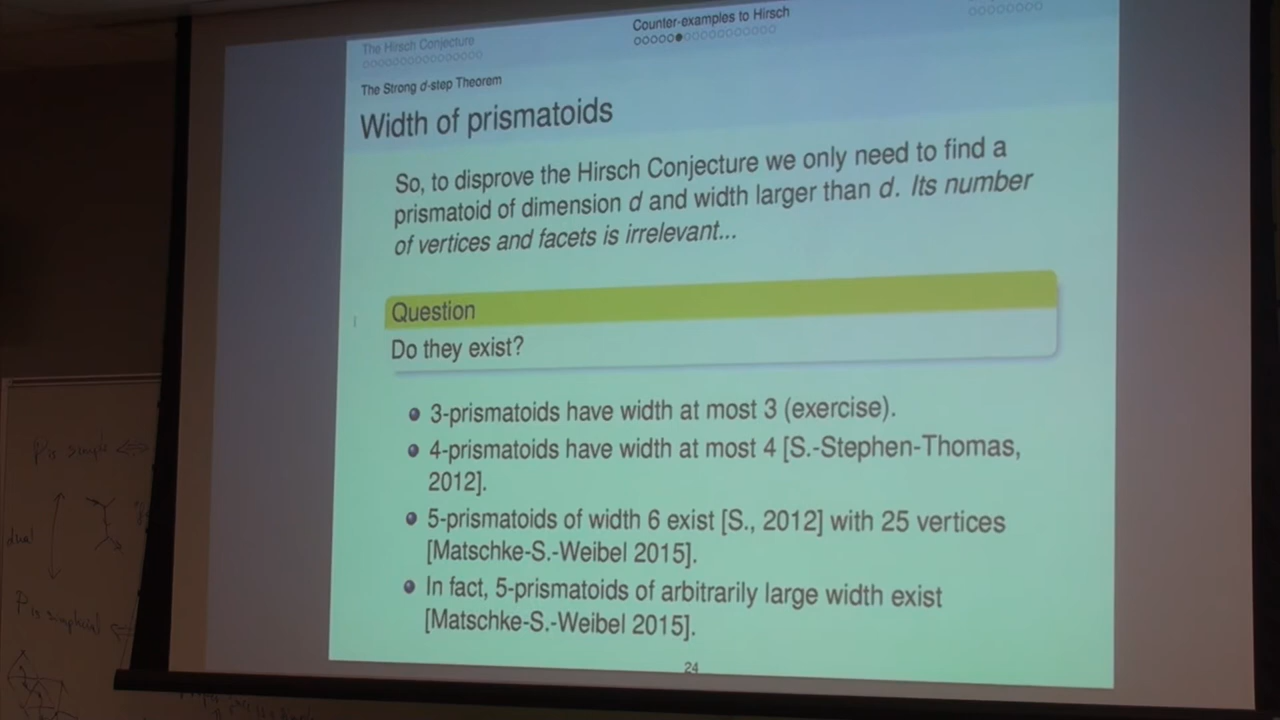 The Hirsch Conjecture
Counter-examples to Hirsch
The Strong d-step Theorem
Width of prismatoids
So, to disprove the Hirsch Conjecture we only need to find a
prismatoid of dimension d and width larger than d. Its number
of vertices and facets is irrelevant...
Question
Do they exist?
3-prismatoids have width at most 3 (exercise).
4-prismatoids have width at most 4 [S.-Stephen-Thomas,
2012].
5-prismatoids of width 6 exist [S., 2012] with 25 vertices
[Matschke-S.-Weibel 2015].
In fact, 5-prismatoids of arbitrarily large width exist
[Matschke-S.-Weibel 2015].
24
P is simple ⇔
dual
P is simplicial ⇔